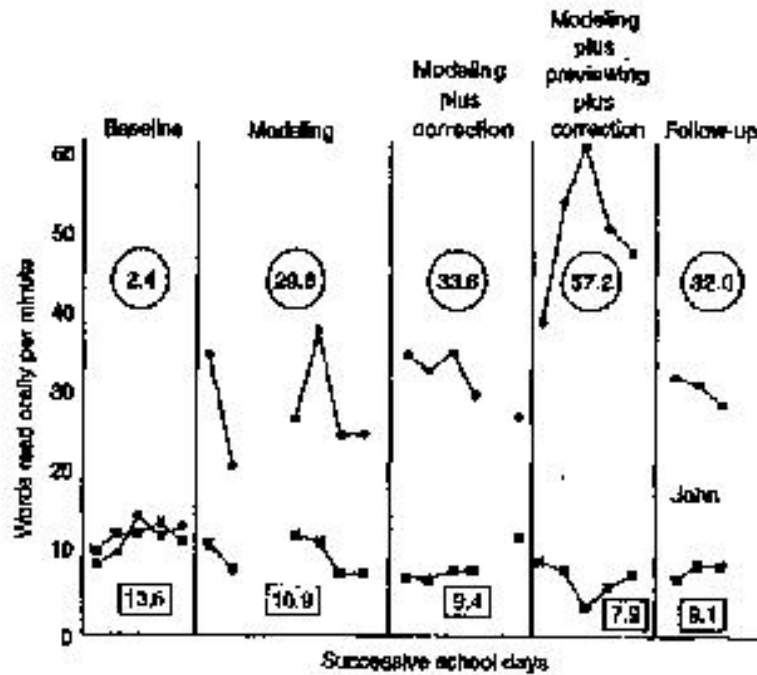 Modeling
plus
previewing
plus
correction
Modeling
plus
correction
Baseline
Modeling
Follow-up
Words read orally per minute
60
50
40
30
20
10
0
2.4
29.6
33.6
57.2
32.0
John
13.5
10.9
9.4
7.9
9.1
Successive school days